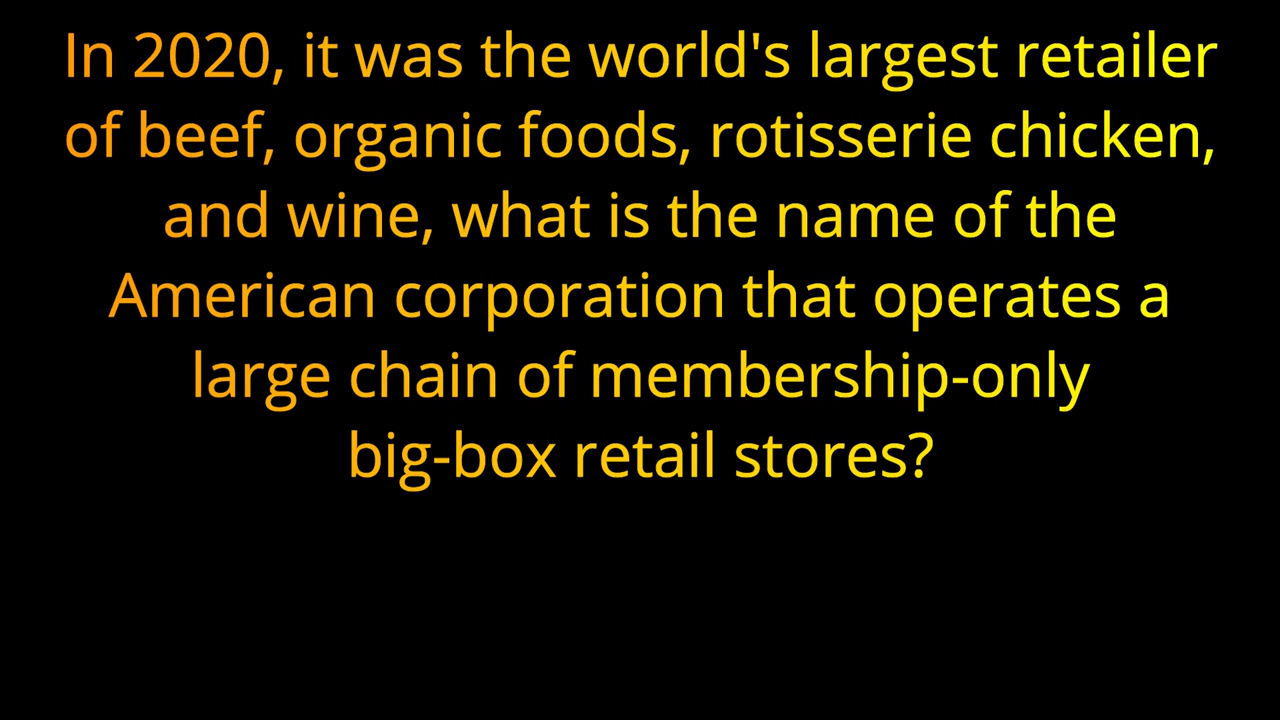 In 2020, it was the world's largest retailer
of beef, organic foods, rotisserie chicken,
and wine, what is the name of the
American corporation that operates a
large chain of membership-only
big-box retail stores?